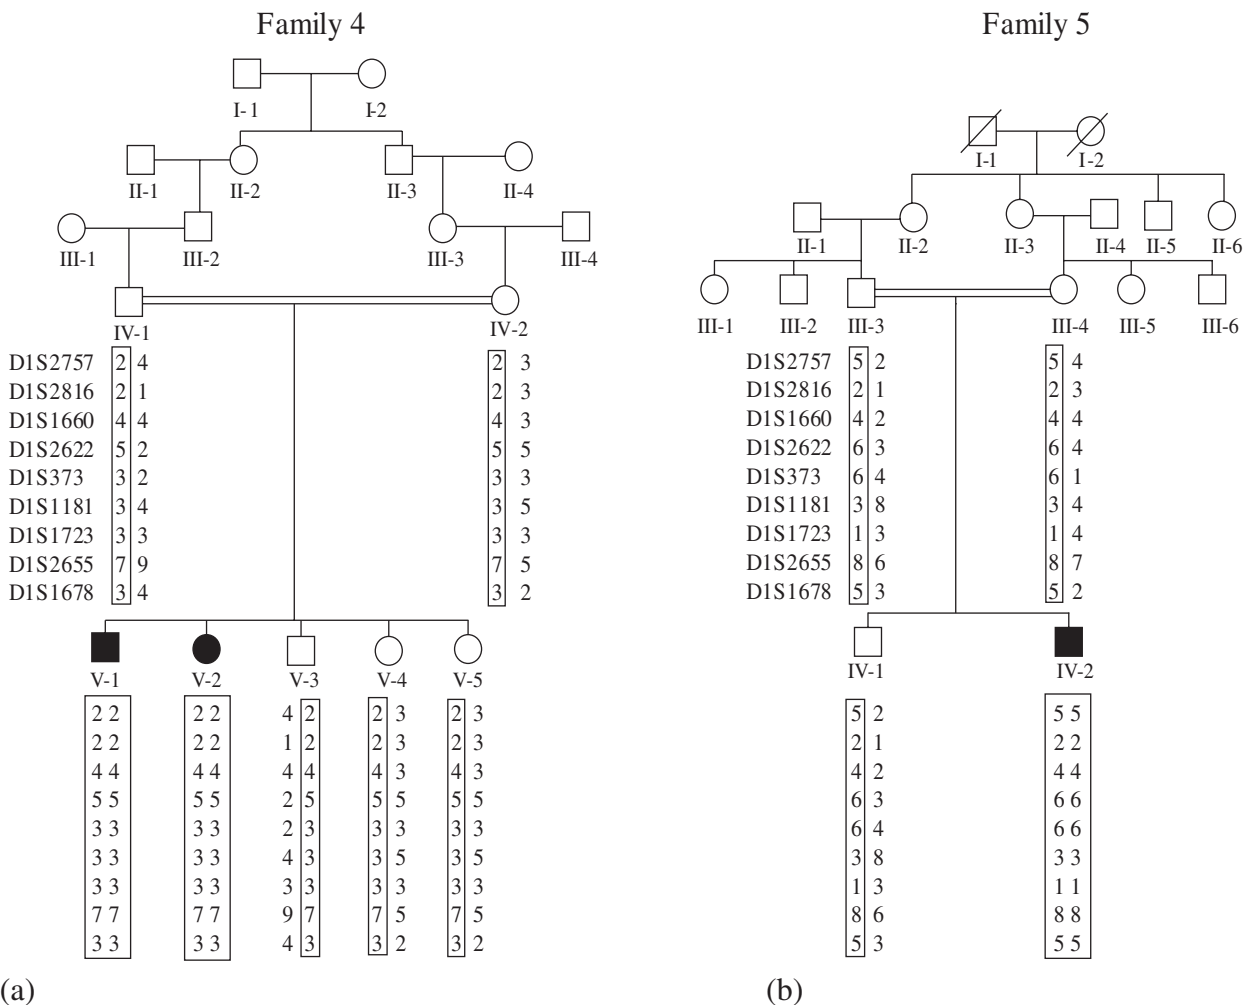 Family 4 Family 5
I-1 I-2
I-1 I-2
II-1 II-2 II-3 II-4
II-1 II-2 II-3 II-4 II-5 II-6
III-1 III-2 III-3 III-4
III-1 III-2 III-3 III-4 III-5 III-6
IV-1 IV-2
D1S2757 2 4 2 3 D1S2757 5 2 5 4
D1S2816 2 1 2 3 D1S2816 2 1 2 3
D1S1660 4 4 4 3 D1S1660 4 2 4 4
D1S2622 5 2 5 5 D1S2622 6 3 6 4
D1S373 3 2 3 3 D1S373 6 4 6 1
D1S1181 3 4 3 5 D1S1181 3 8 3 4
D1S1723 3 3 3 3 D1S1723 1 3 1 4
D1S2655 7 9 7 5 D1S2655 8 6 8 7
D1S1678 3 4 3 2 D1S1678 5 3 5 2
V-1 V-2 V-3 V-4 V-5 IV-1 IV-2
2 2 2 2 4 2 2 3 2 3 5 2 5 5
2 2 2 2 1 2 2 3 2 3 2 1 2 2
4 4 4 4 4 4 4 3 4 3 4 2 4 4
5 5 5 5 2 5 5 5 5 5 6 3 6 6
3 3 3 3 2 3 3 3 3 3 6 4 6 6
3 3 3 3 4 3 3 5 3 5 3 8 3 3
3 3 3 3 3 3 3 3 3 3 1 3 1 1
7 7 7 7 9 7 7 5 7 5 8 6 8 8
3 3 3 3 4 3 3 2 3 2 5 3 5 5
(a) (b)